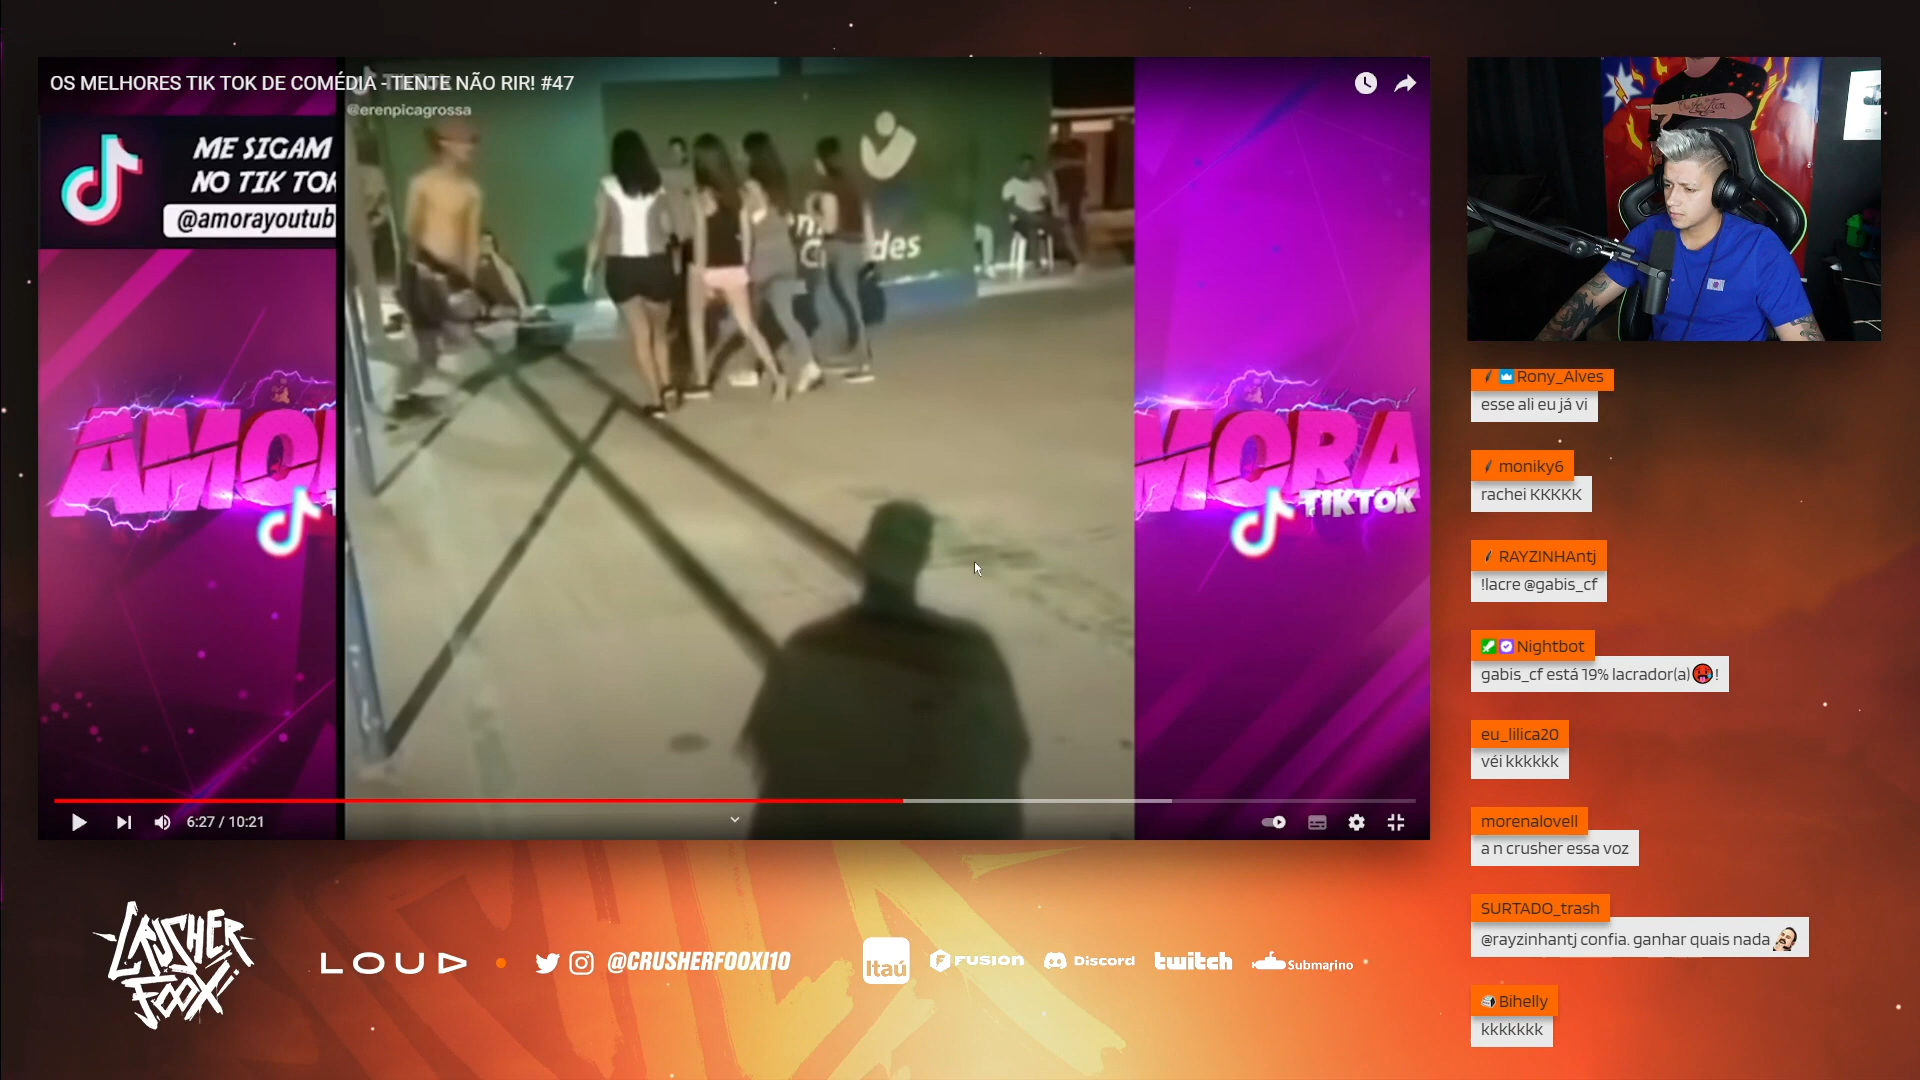 OS MELHORES TIK TOK DE COMÉDIA - TENTE NÃO RIR! #47
@erenpicagrossa
ME SIGAM
NO TIK TOK
@amorayoutub
AMORA
TIKTOK
6:27 / 10:21
CRUSHER
FOOXI
LOUD
@CRUSHERFOOXI10
Itaú
FUSION
Discord
twitch
Submarino
Rony_Alves
esse ali eu já vi
moniky6
rachei KKKKK
RAYZINHAntj
!lacre @gabis_cf
Nightbot
gabis_cf está 19% lacrador(a)🥵!
eu_lilica20
véi kkkkkk
morenalovell
a n crusher essa voz
SURTADO_trash
@rayzinhantj confia. ganhar quais nada
Bihelly
kkkkkkk